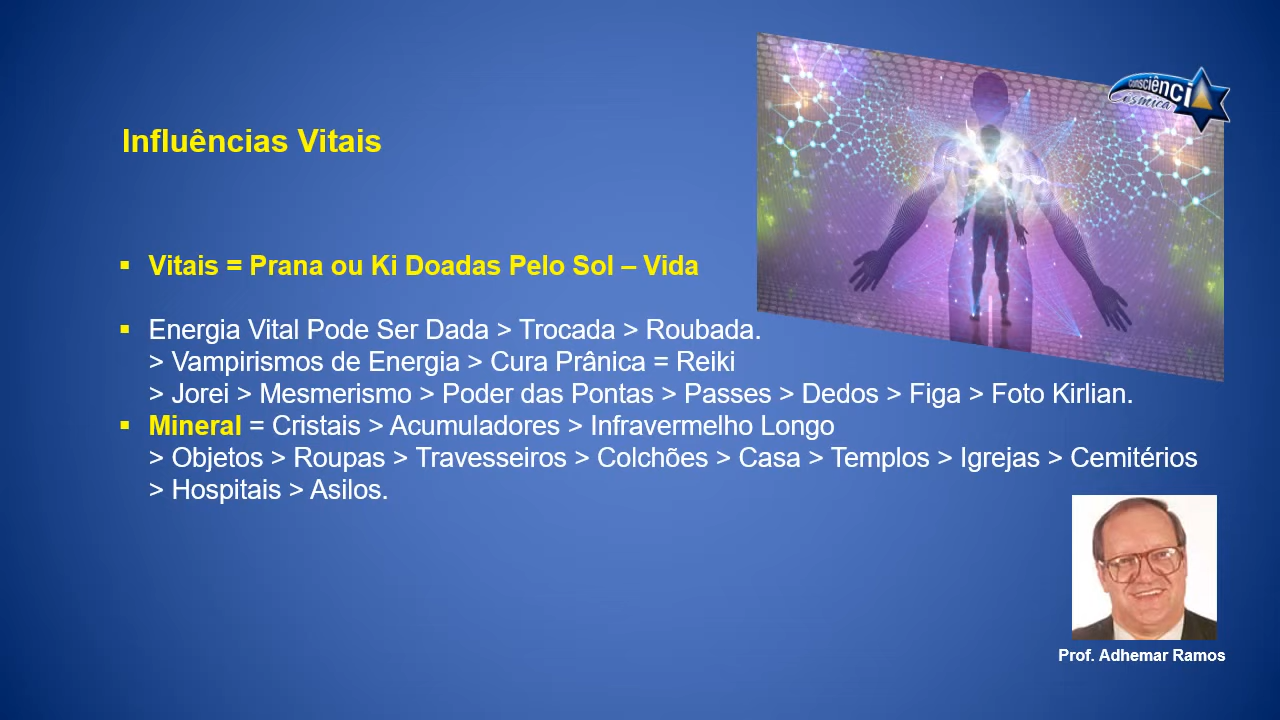 consciênciA
Cósmica
Influências Vitais
▪ Vitais = Prana ou Ki Doadas Pelo Sol – Vida
▪ Energia Vital Pode Ser Dada > Trocada > Roubada.
> Vampirismos de Energia > Cura Prânica = Reiki
> Jorei > Mesmerismo > Poder das Pontas > Passes > Dedos > Figa > Foto Kirlian.
▪ Mineral = Cristais > Acumuladores > Infravermelho Longo
> Objetos > Roupas > Travesseiros > Colchões > Casa > Templos > Igrejas > Cemitérios
> Hospitais > Asilos.
Prof. Adhemar Ramos